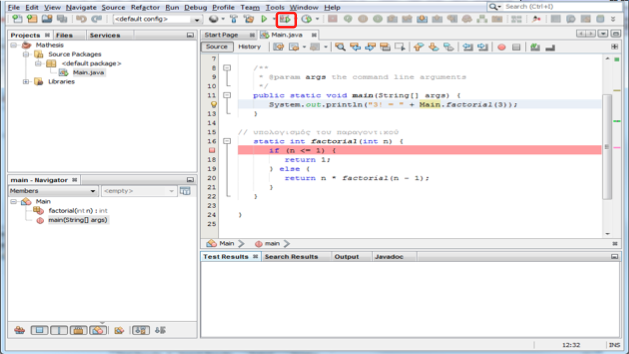 File Edit View Navigate Source Refactor Run Debug Profile Team Tools Window Help
Search (Ctrl+I)
<default config>
Projects Files Services
Mathesis
Source Packages
<default package>
Main.java
Libraries
Start Page Main.java
Source History
7
8 /**
9 * @param args the command line arguments
10 */
11 public static void main(String[] args) {
System.out.println("3! = " + Main.factorial(3));
13 }
14
15 // υπολογισμός του παραγοντικού
16 static int factorial(int n) {
if (n <= 1) {
18 return 1;
19 } else {
20 return n * factorial(n - 1);
21 }
22 }
23
24 }
25
main - Navigator
Members <empty>
Main
factorial(int n) : int
main(String[] args)
Main main
Test Results Search Results Output Javadoc
12:32 INS